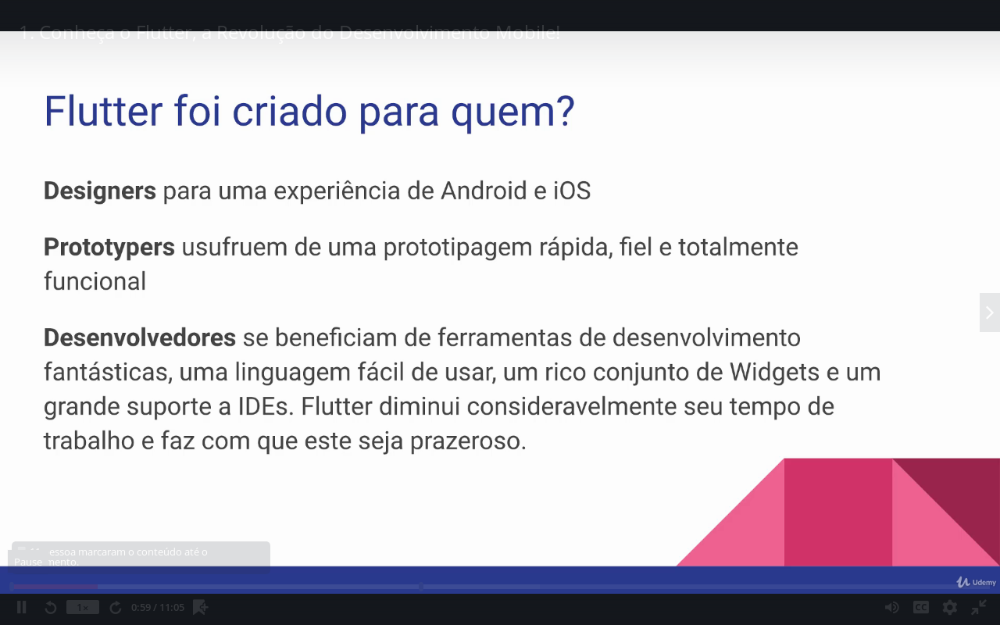 1. Conheça o Flutter, a Revolução do Desenvolvimento Mobile!
Flutter foi criado para quem?
Designers para uma experiência de Android e iOS
Prototypers usufruem de uma prototipagem rápida, fiel e totalmente
funcional
Desenvolvedores se beneficiam de ferramentas de desenvolvimento
fantásticas, uma linguagem fácil de usar, um rico conjunto de Widgets e um
grande suporte a IDEs. Flutter diminui consideravelmente seu tempo de
trabalho e faz com que este seja prazeroso.
essoa marcaram o conteúdo até o
Pause mento.
Udemy
1x
0:59 / 11:05
CC